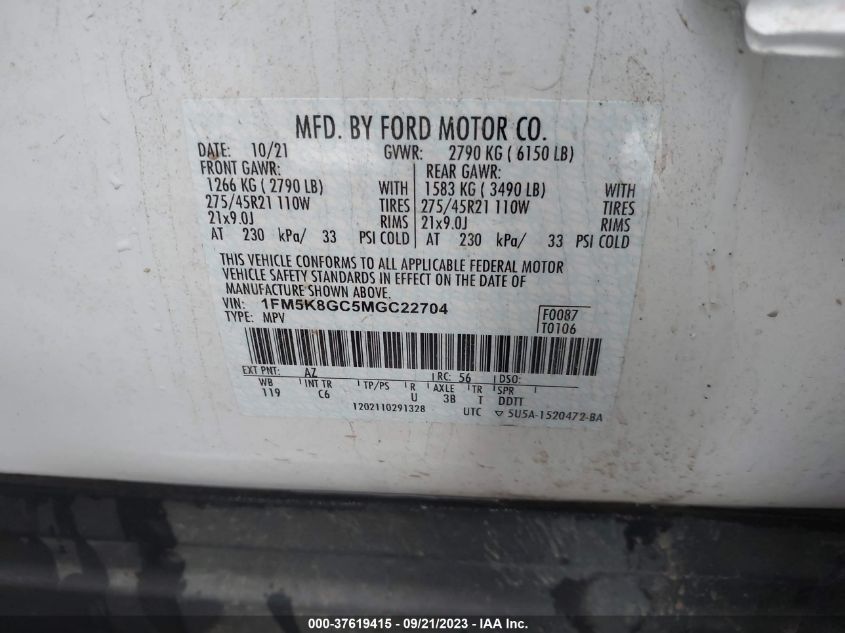 MFD. BY FORD MOTOR CO.
DATE: 10/21 GVWR: 2790 KG ( 6150 LB)
FRONT GAWR: REAR GAWR:
1266 KG ( 2790 LB) WITH 1583 KG ( 3490 LB) WITH
275/45R21 110W TIRES 275/45R21 110W TIRES
21x9.0J RIMS 21x9.0J RIMS
AT 230 kPa/ 33 PSI COLD AT 230 kPa/ 33 PSI COLD
THIS VEHICLE CONFORMS TO ALL APPLICABLE FEDERAL MOTOR
VEHICLE SAFETY STANDARDS IN EFFECT ON THE DATE OF
MANUFACTURE SHOWN ABOVE.
VIN: 1FM5K8GC5MGC22704 F0087
TYPE: MPV T0106
EXT PNT: AZ RC: 56 DSO:
WB INT TR TP/PS R AXLE TR SPR
119 C6 U 3B T DDTT
1202110291328 UTC ▽ 5U5A-1520472-BA
000-37619415 - 09/21/2023 - IAA Inc.